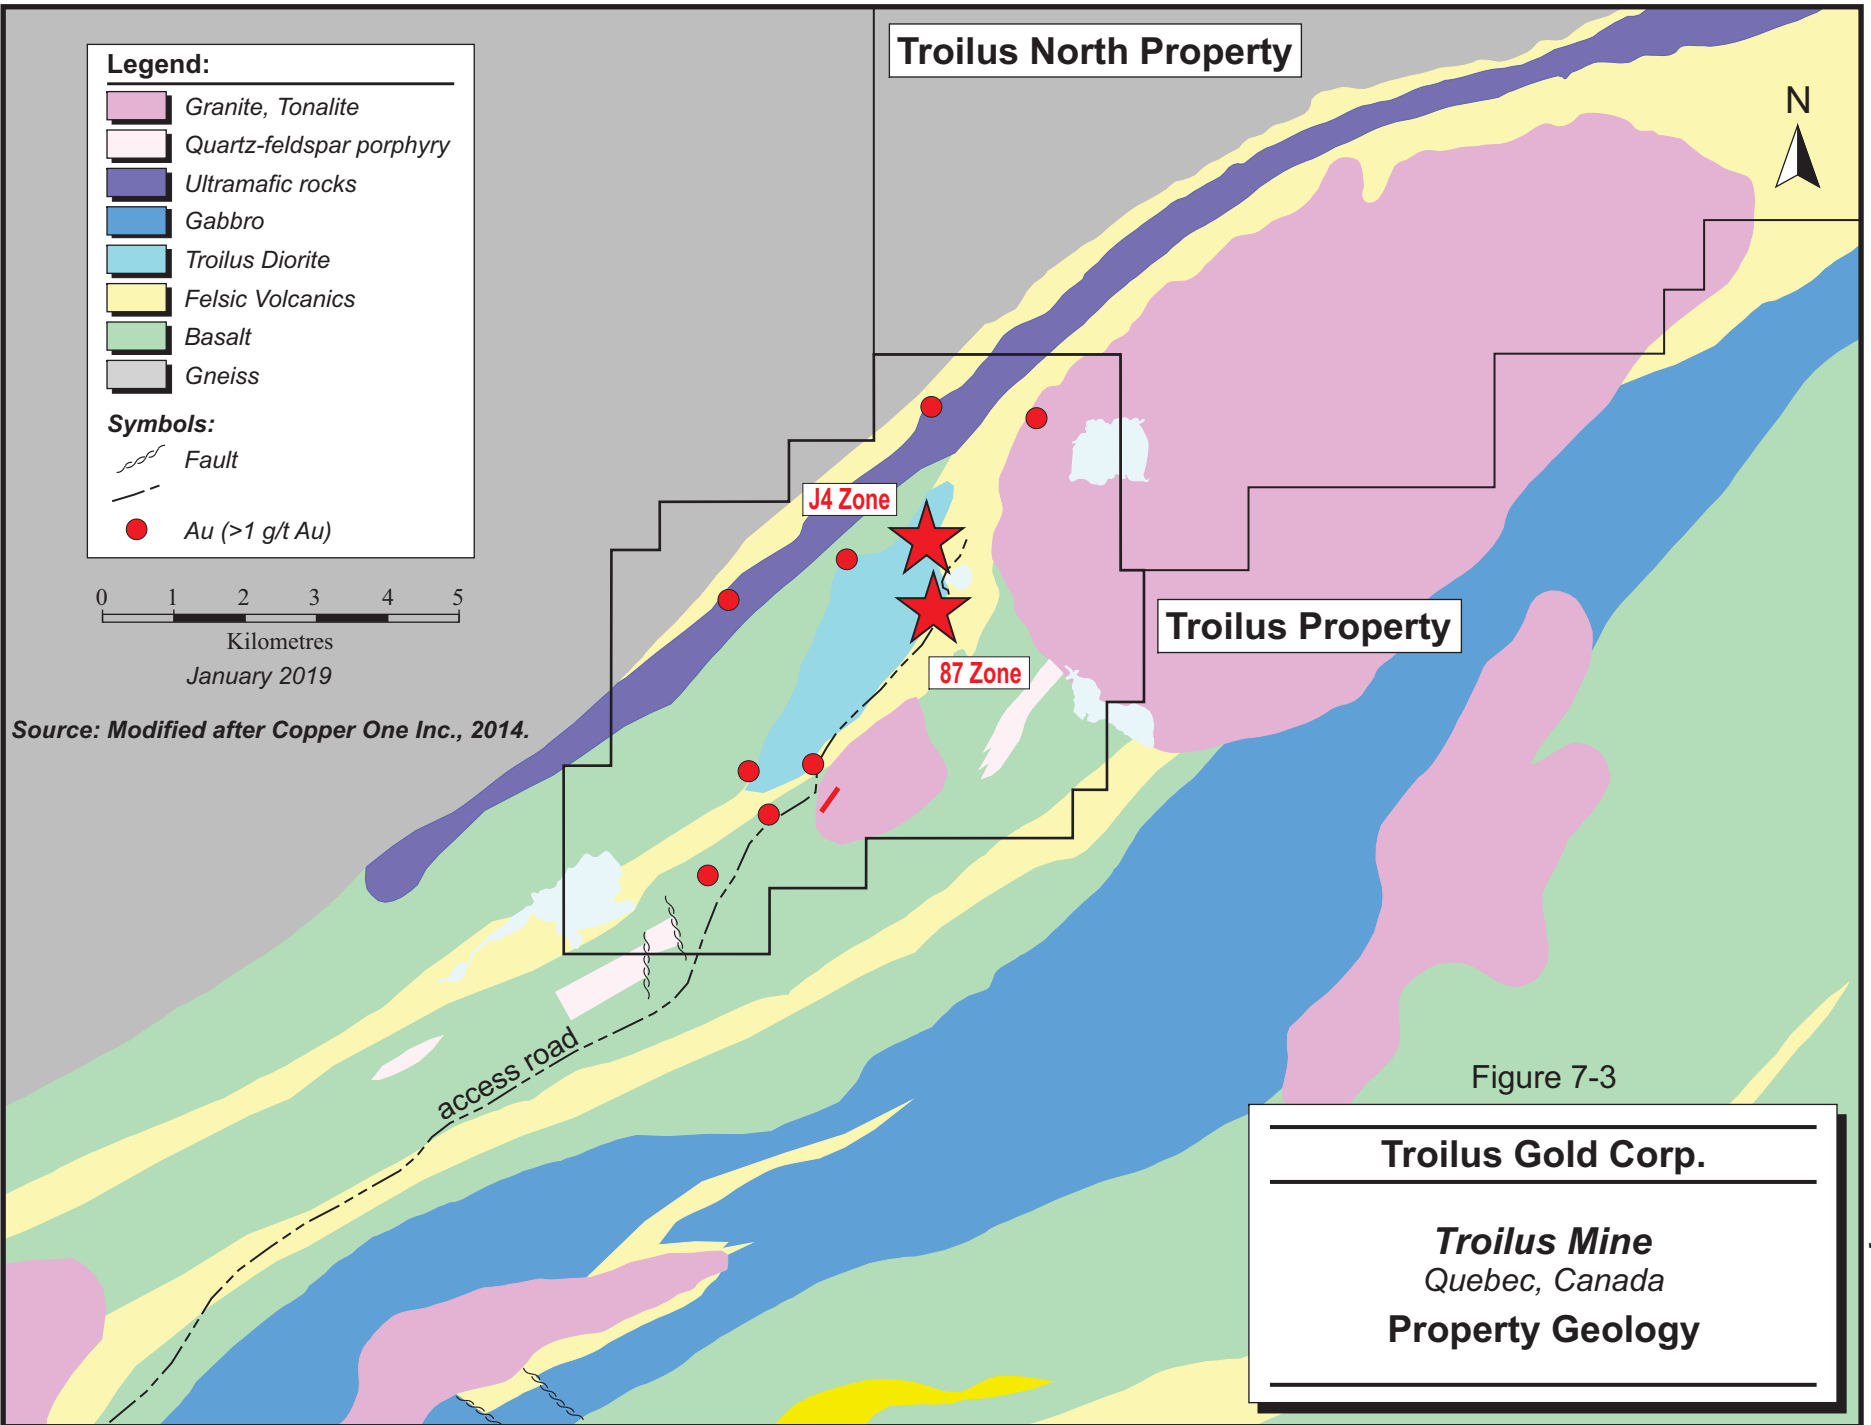 Troilus North Property
Legend:
Granite, Tonalite
Quartz-feldspar porphyry
Ultramafic rocks
Gabbro
Troilus Diorite
Felsic Volcanics
Basalt
Gneiss
Symbols:
Fault
Au (>1 g/t Au)
0 1 2 3 4 5
Kilometres
January 2019
Source: Modified after Copper One Inc., 2014.
N
J4 Zone
87 Zone
Troilus Property
access road
Figure 7-3
Troilus Gold Corp.
Troilus Mine
Quebec, Canada
Property Geology